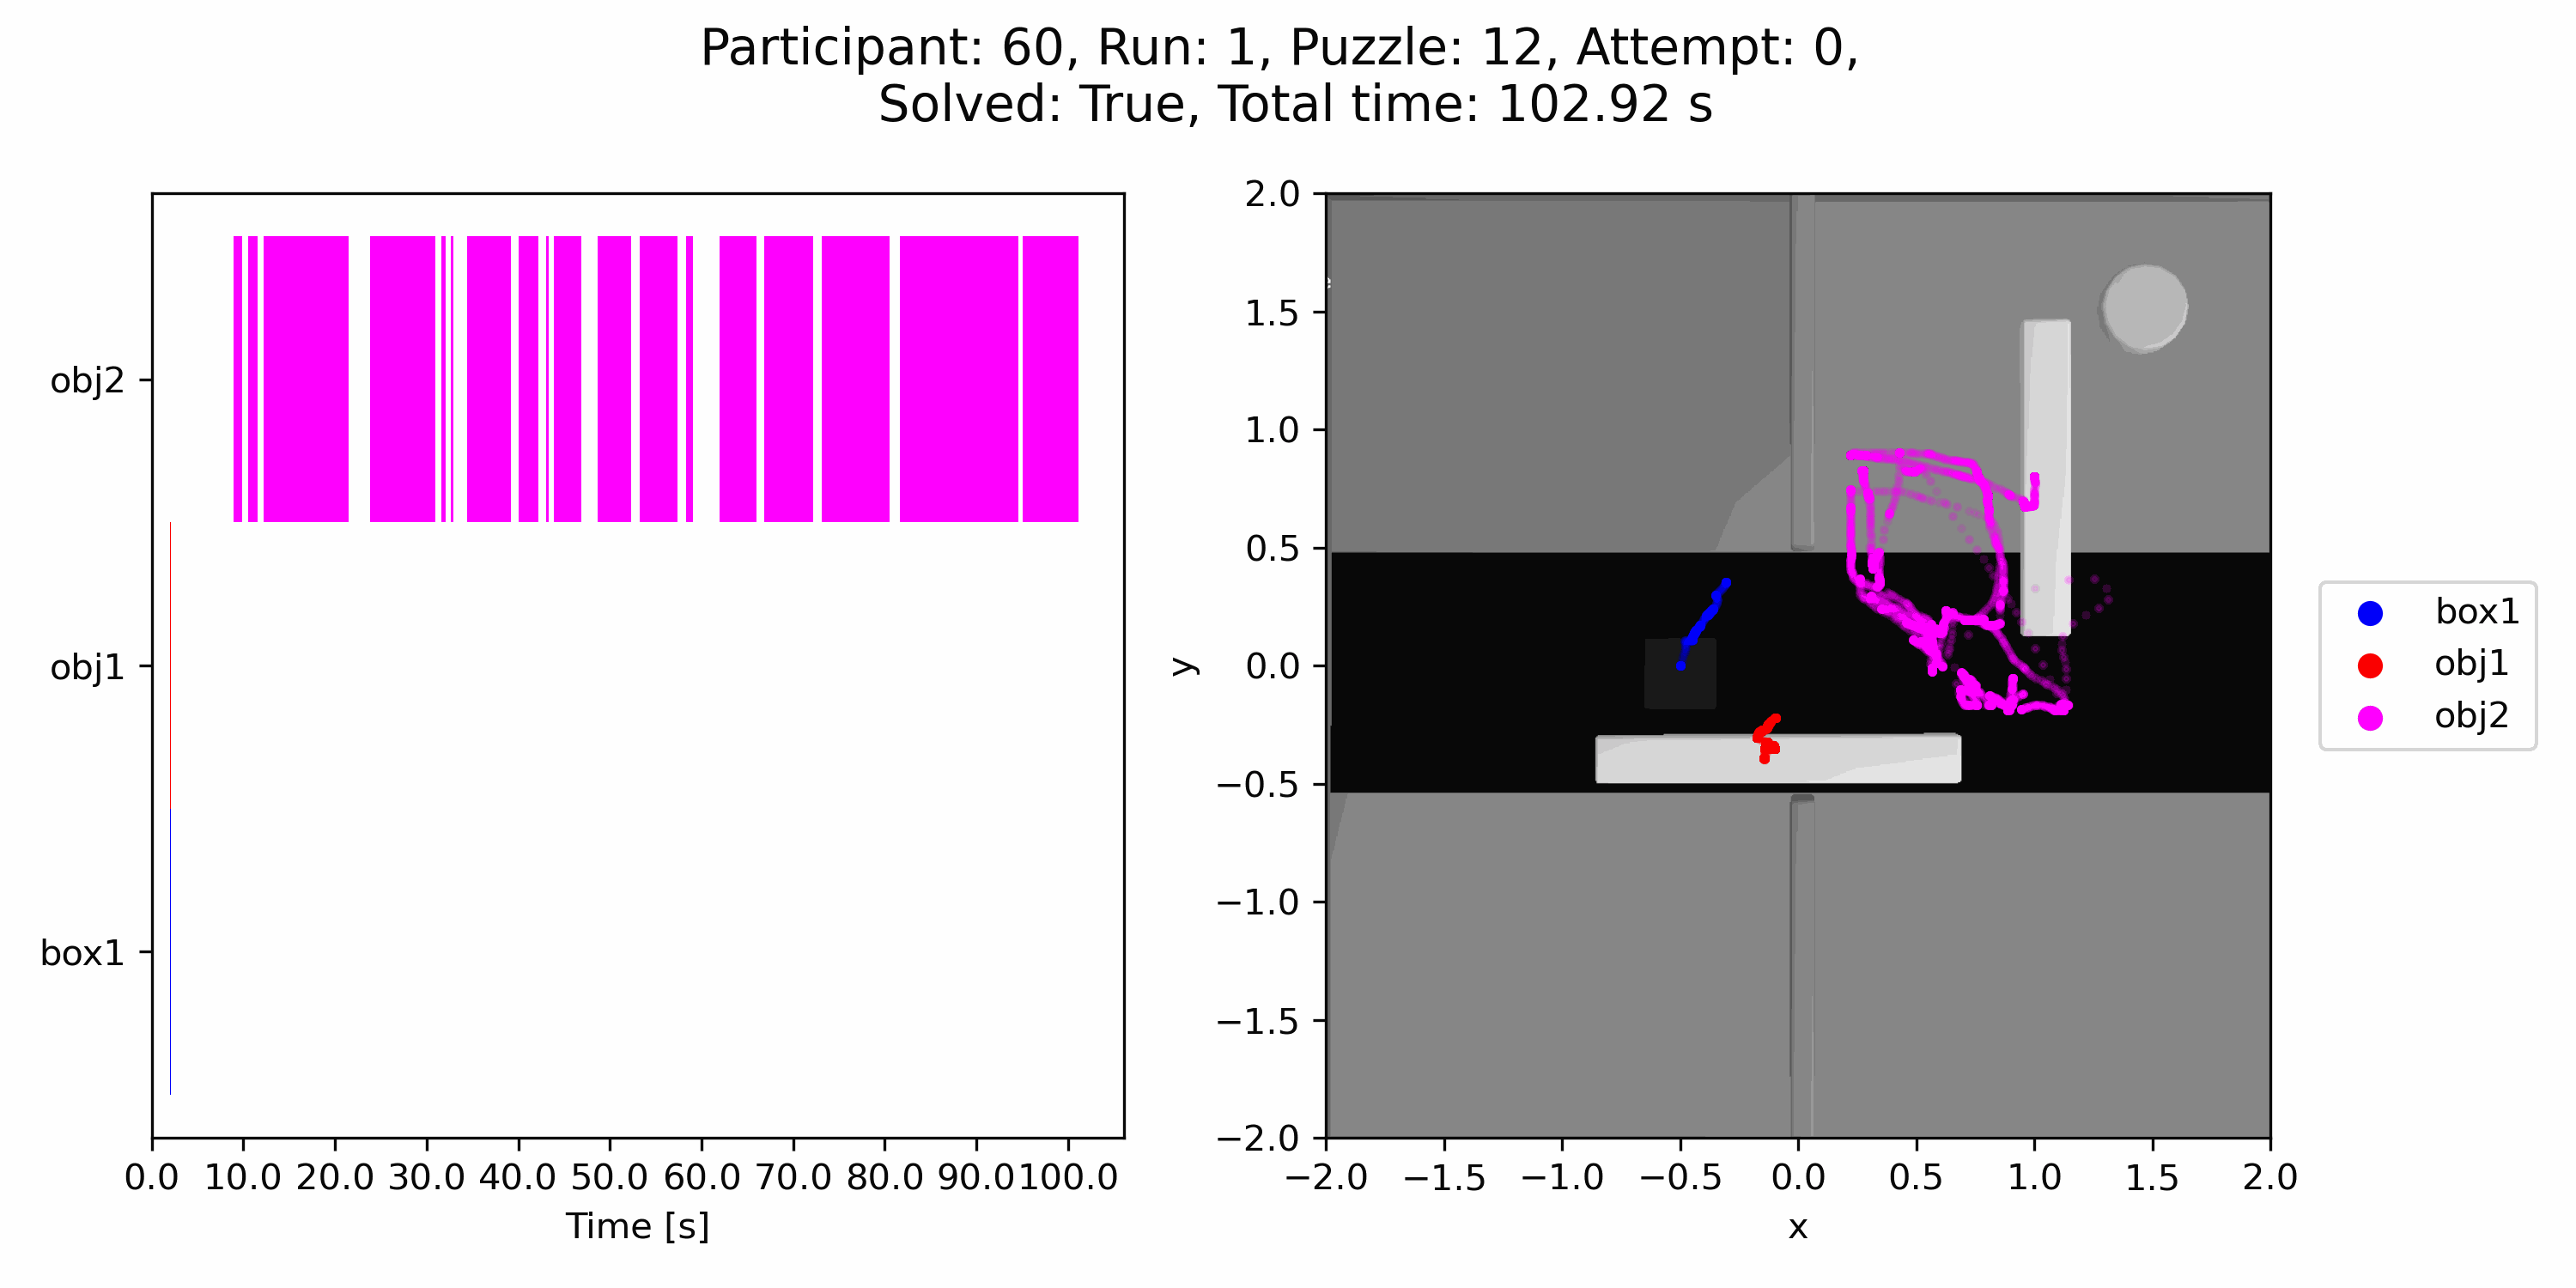 Participant: 60, Run: 1, Puzzle: 12, Attempt: 0,
Solved: True, Total time: 102.92 s
obj2
obj1
box1
0.0 10.0 20.0 30.0 40.0 50.0 60.0 70.0 80.0 90.0 100.0
Time [s]
2.0
1.5
1.0
0.5
0.0
−0.5
−1.0
−1.5
−2.0
y
−2.0 −1.5 −1.0 −0.5 0.0 0.5 1.0 1.5 2.0
x
box1
obj1
obj2